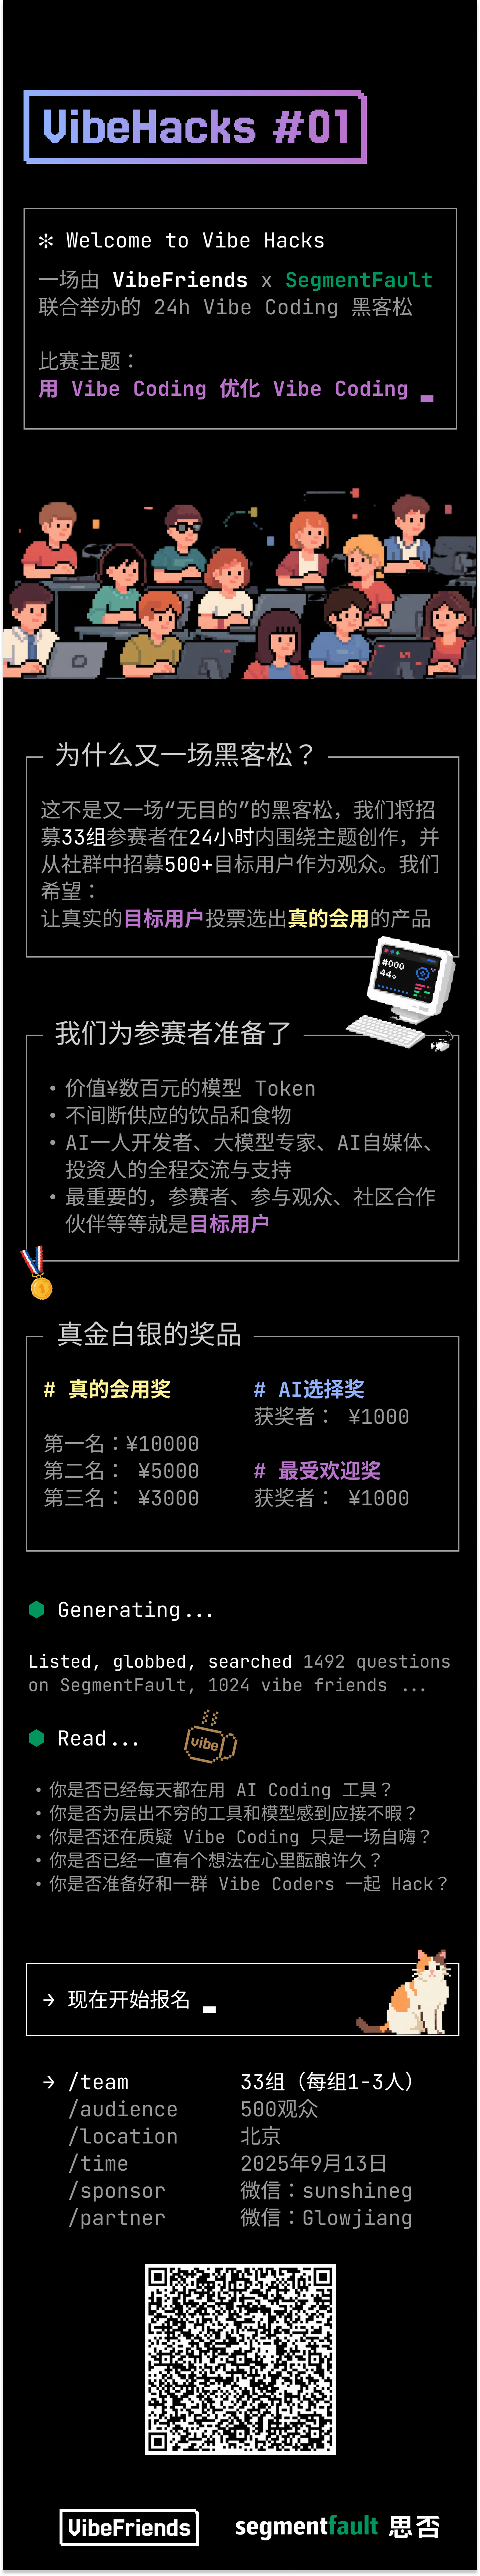 VibeHacks #01
✻ Welcome to Vibe Hacks
一场由 VibeFriends x SegmentFault
联合举办的 24h Vibe Coding 黑客松
比赛主题：
用 Vibe Coding 优化 Vibe Coding _
为什么又一场黑客松？
这不是又一场“无目的”的黑客松，我们将招
募33组参赛者在24小时内围绕主题创作，并
从社群中招募500+目标用户作为观众。我们
希望：
让真实的目标用户投票选出真的会用的产品
#000
44✧
我们为参赛者准备了
• 价值¥数百元的模型 Token
• 不间断供应的饮品和食物
• AI一人开发者、大模型专家、AI自媒体、
投资人的全程交流与支持
• 最重要的，参赛者、参与观众、社区合作
伙伴等等就是目标用户
真金白银的奖品
# 真的会用奖
第一名：¥10000
第二名： ¥5000
第三名： ¥3000
# AI选择奖
获奖者： ¥1000
# 最受欢迎奖
获奖者： ¥1000
Generating...
Listed, globbed, searched 1492 questions
on SegmentFault, 1024 vibe friends ...
Read...
vibe
• 你是否已经每天都在用 AI Coding 工具？
• 你是否为层出不穷的工具和模型感到应接不暇？
• 你是否还在质疑 Vibe Coding 只是一场自嗨？
• 你是否已经一直有个想法在心里酝酿许久？
• 你是否准备好和一群 Vibe Coders 一起 Hack？
→ 现在开始报名 _
→ /team 33组（每组1-3人）
/audience 500观众
/location 北京
/time 2025年9月13日
/sponsor 微信：sunshineg
/partner 微信：Glowjiang
VibeFriends
segmentfault 思否